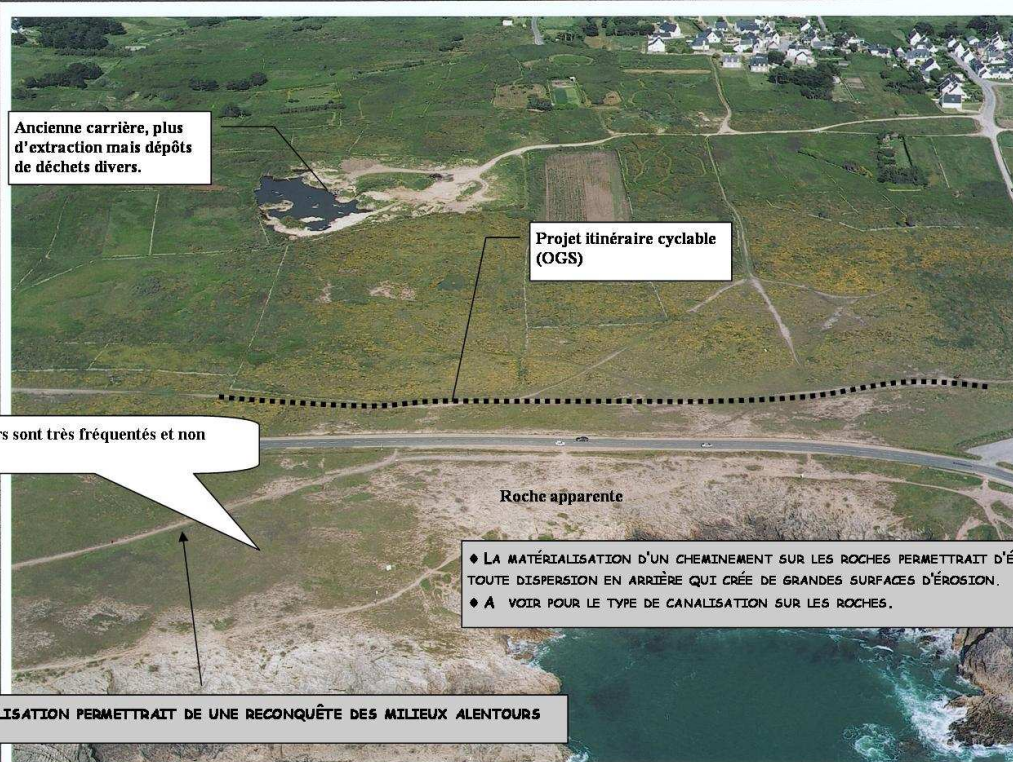 Ancienne carrière, plus
d'extraction mais dépôts
de déchets divers.
Projet itinéraire cyclable
(OGS)
sont très fréquentés et non
Roche apparente
♦ LA MATÉRIALISATION D'UN CHEMINEMENT SUR LES ROCHES PERMETTRAIT
TOUTE DISPERSION EN ARRIÈRE QUI CRÉE DE GRANDES SURFACES D'ÉROSION.
♦ A VOIR POUR LE TYPE DE CANALISATION SUR LES ROCHES.
PERMETTRAIT DE UNE RECONQUÊTE DES MILIEUX ALENTOURS